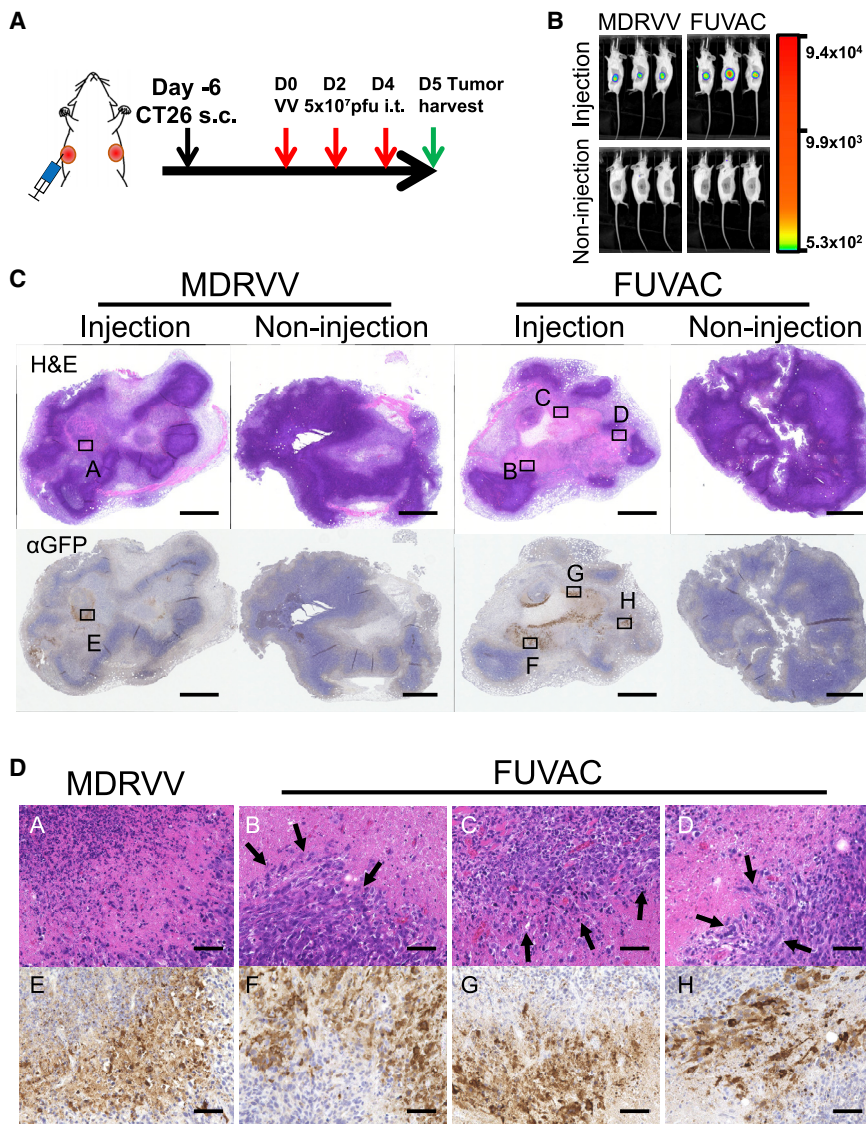 A
Day -6
CT26 s.c.
D0
VV
D2
5x10⁷pfu i.t.
D4
D5 Tumor
harvest
B
MDRVV
FUVAC
Injection
Non-injection
9.4x10⁴
9.9x10³
5.3x10²
C
MDRVV
FUVAC
Injection
Non-injection
Injection
Non-injection
H&E
A
C
D
B
αGFP
E
G
H
F
D
MDRVV
FUVAC
A
B
C
D
E
F
G
H